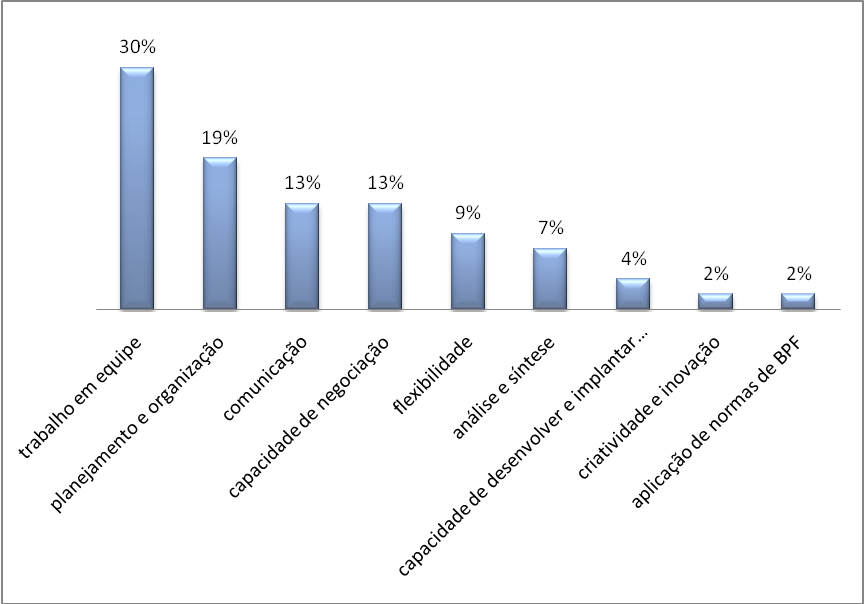 30%
19%
13%
13%
9%
7%
4%
2%
2%
trabalho em equipe
planejamento e organização
comunicação
capacidade de negociação
flexibilidade
análise e síntese
capacidade de desenvolver e implantar...
criatividade e inovação
aplicação de normas de BPF